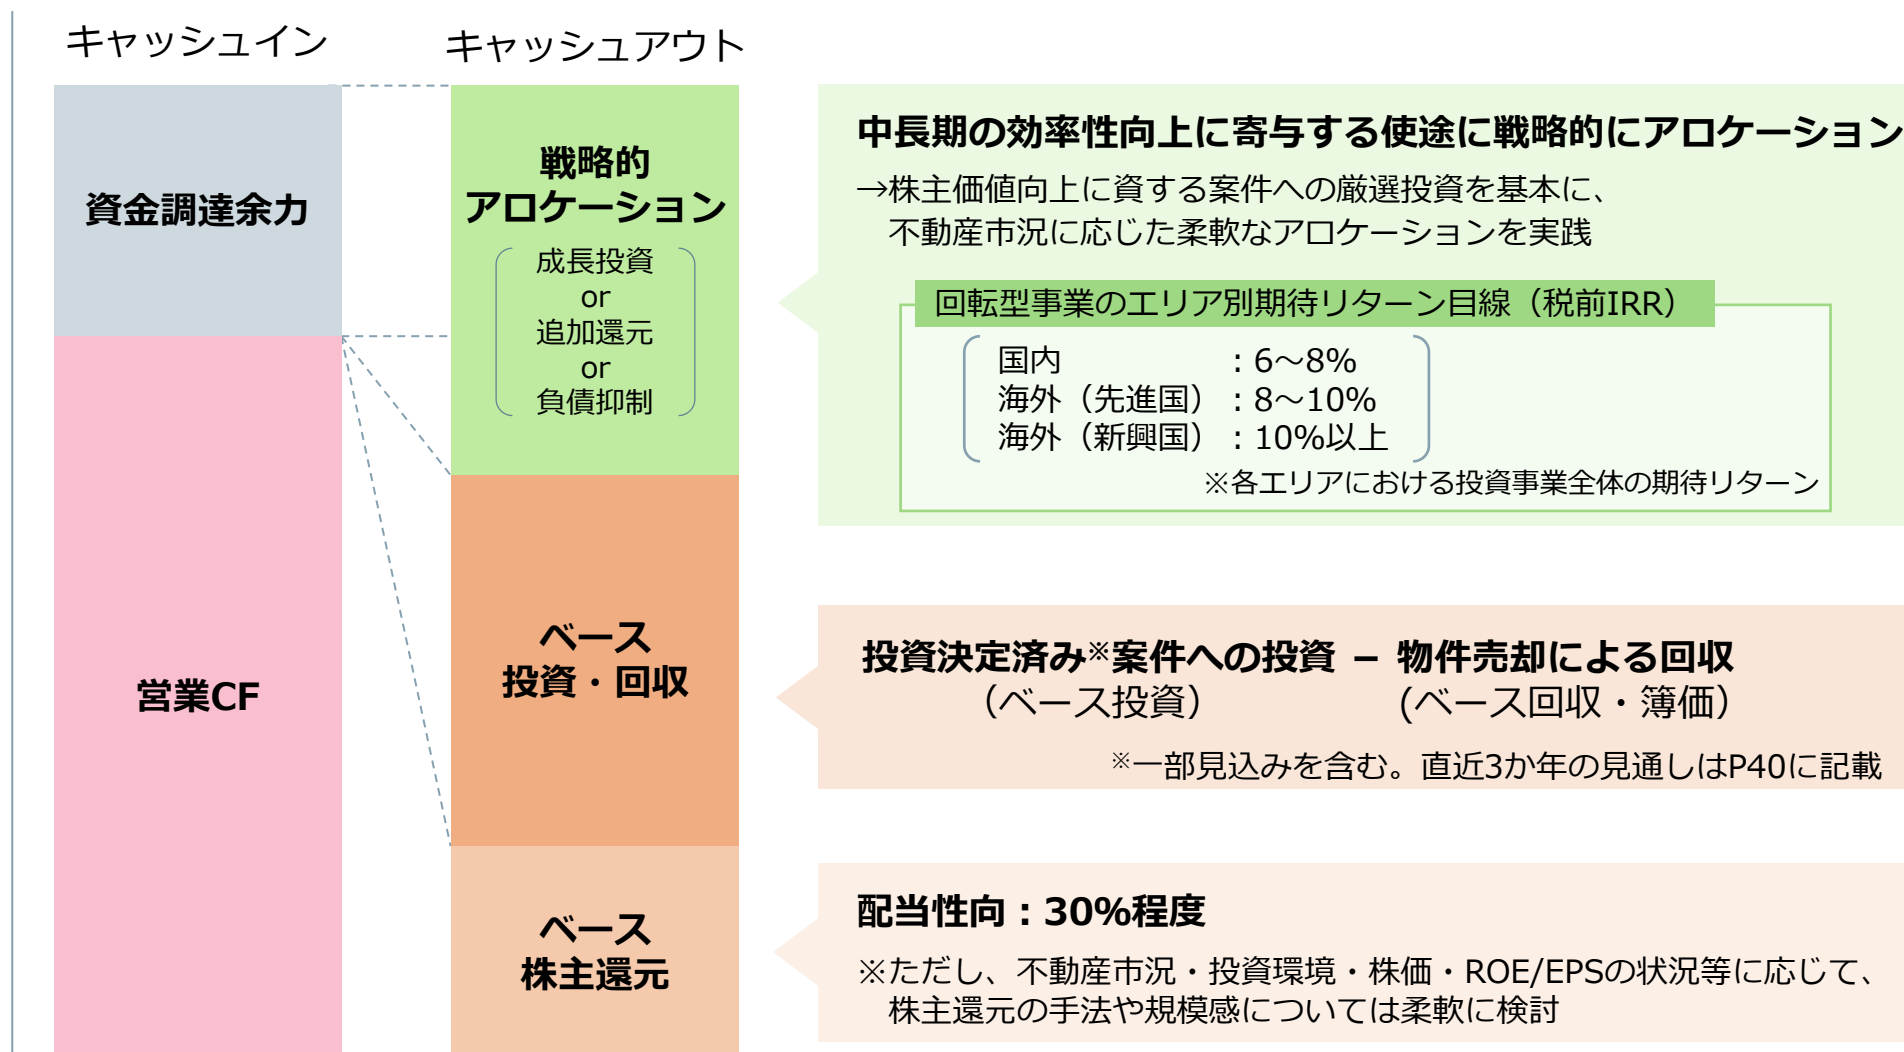 キャッシュイン
キャッシュアウト
資金調達余力
営業CF
戦略的
アロケーション
成長投資
or
追加還元
or
負債抑制
ベース
投資・回収
ベース
株主還元
中長期の効率性向上に寄与する使途に戦略的にアロケーション
→株主価値向上に資する案件への厳選投資を基本に、
不動産市況に応じた柔軟なアロケーションを実践
回転型事業のエリア別期待リターン目線（税前IRR）
国内　　　　　：6～8%
海外（先進国）：8～10%
海外（新興国）：10%以上
※各エリアにおける投資事業全体の期待リターン
投資決定済み※案件への投資 － 物件売却による回収
（ベース投資）　　　　　(ベース回収・簿価）
※一部見込みを含む。直近3か年の見通しはP40に記載
配当性向：30%程度
※ただし、不動産市況・投資環境・株価・ROE/EPSの状況等に応じて、
株主還元の手法や規模感については柔軟に検討